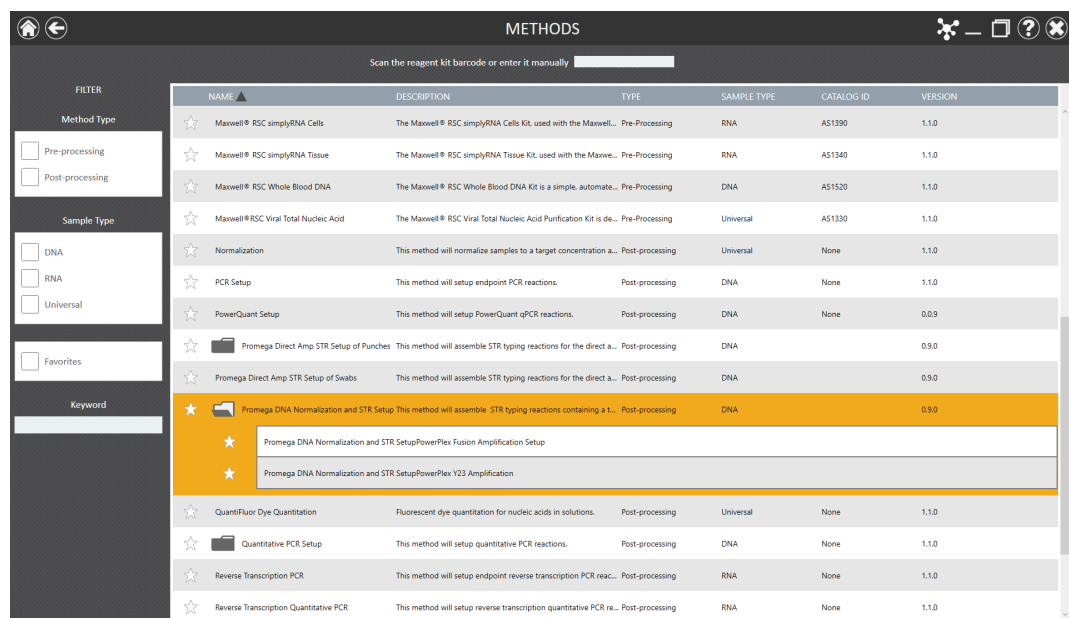 METHODS
Scan the reagent kit barcode or enter it manually
FILTER
Method Type
Pre-processing
Post-processing
Sample Type
DNA
RNA
Universal
Favorites
Keyword
NAME DESCRIPTION TYPE SAMPLE TYPE CATALOG ID VERSION
Maxwell® RSC simplyRNA Cells The Maxwell® RSC simplyRNA Cells Kit, used with the Maxwell... Pre-Processing RNA AS1390 1.1.0
Maxwell® RSC simplyRNA Tissue The Maxwell® RSC simplyRNA Tissue Kit, used with the Maxwe... Pre-Processing RNA AS1340 1.1.0
Maxwell® RSC Whole Blood DNA The Maxwell® RSC Whole Blood DNA Kit is a simple, automate... Pre-Processing DNA AS1520 1.1.0
Maxwell®RSC Viral Total Nucleic Acid The Maxwell® RSC Viral Total Nucleic Acid Purification Kit is de... Pre-Processing Universal AS1330 1.1.0
Normalization This method will normalize samples to a target concentration a... Post-processing Universal None 1.1.0
PCR Setup This method will setup endpoint PCR reactions. Post-processing DNA None 1.1.0
PowerQuant Setup This method will setup PowerQuant qPCR reactions. Post-processing DNA None 0.0.9
Promega Direct Amp STR Setup of Punches This method will assemble STR typing reactions for the direct a... Post-processing DNA 0.9.0
Promega Direct Amp STR Setup of Swabs This method will assemble STR typing reactions for the direct a... Post-processing DNA 0.9.0
Promega DNA Normalization and STR Setup This method will assemble STR typing reactions containing a t... Post-processing DNA 0.9.0
Promega DNA Normalization and STR SetupPowerPlex Fusion Amplification Setup
Promega DNA Normalization and STR SetupPowerPlex Y23 Amplification
QuantiFluor Dye Quantitation Fluorescent dye quantitation for nucleic acids in solutions. Post-processing Universal None 1.1.0
Quantitative PCR Setup This method will setup quantitative PCR reactions. Post-processing DNA None 1.1.0
Reverse Transcription PCR This method will setup endpoint reverse transcription PCR reac... Post-processing RNA None 1.1.0
Reverse Transcription Quantitative PCR This method will setup reverse transcription quantitative PCR re... Post-processing RNA None 1.1.0